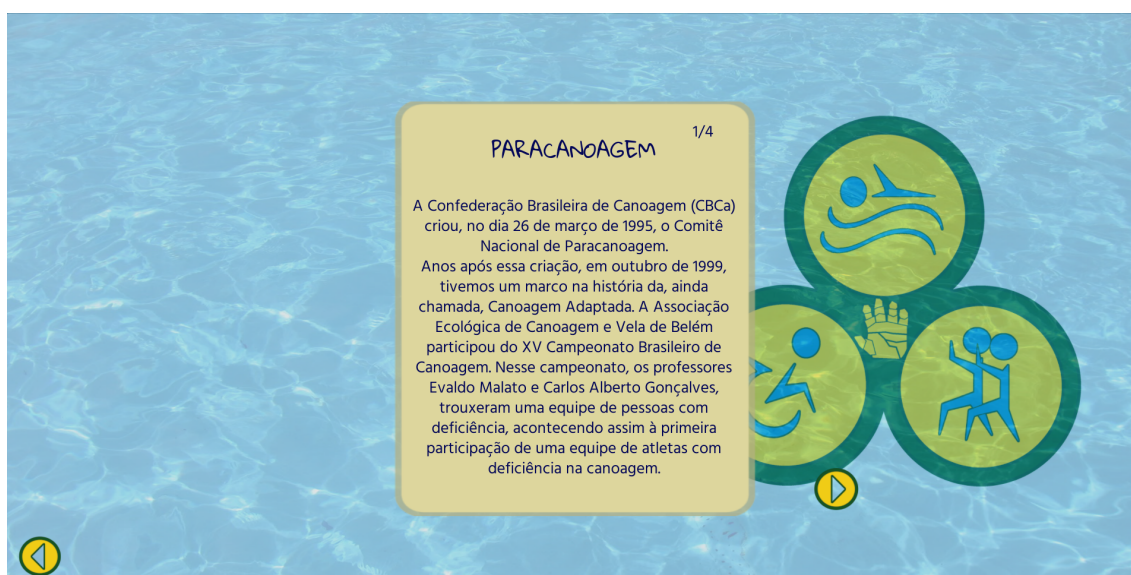 1/4
PARACANOAGEM
A Confederação Brasileira de Canoagem (CBCa)
criou, no dia 26 de março de 1995, o Comitê
Nacional de Paracanoagem.
Anos após essa criação, em outubro de 1999,
tivemos um marco na história da, ainda
chamada, Canoagem Adaptada. A Associação
Ecológica de Canoagem e Vela de Belém
participou do XV Campeonato Brasileiro de
Canoagem. Nesse campeonato, os professores
Evaldo Malato e Carlos Alberto Gonçalves,
trouxeram uma equipe de pessoas com
deficiência, acontecendo assim à primeira
participação de uma equipe de atletas com
deficiência na canoagem.